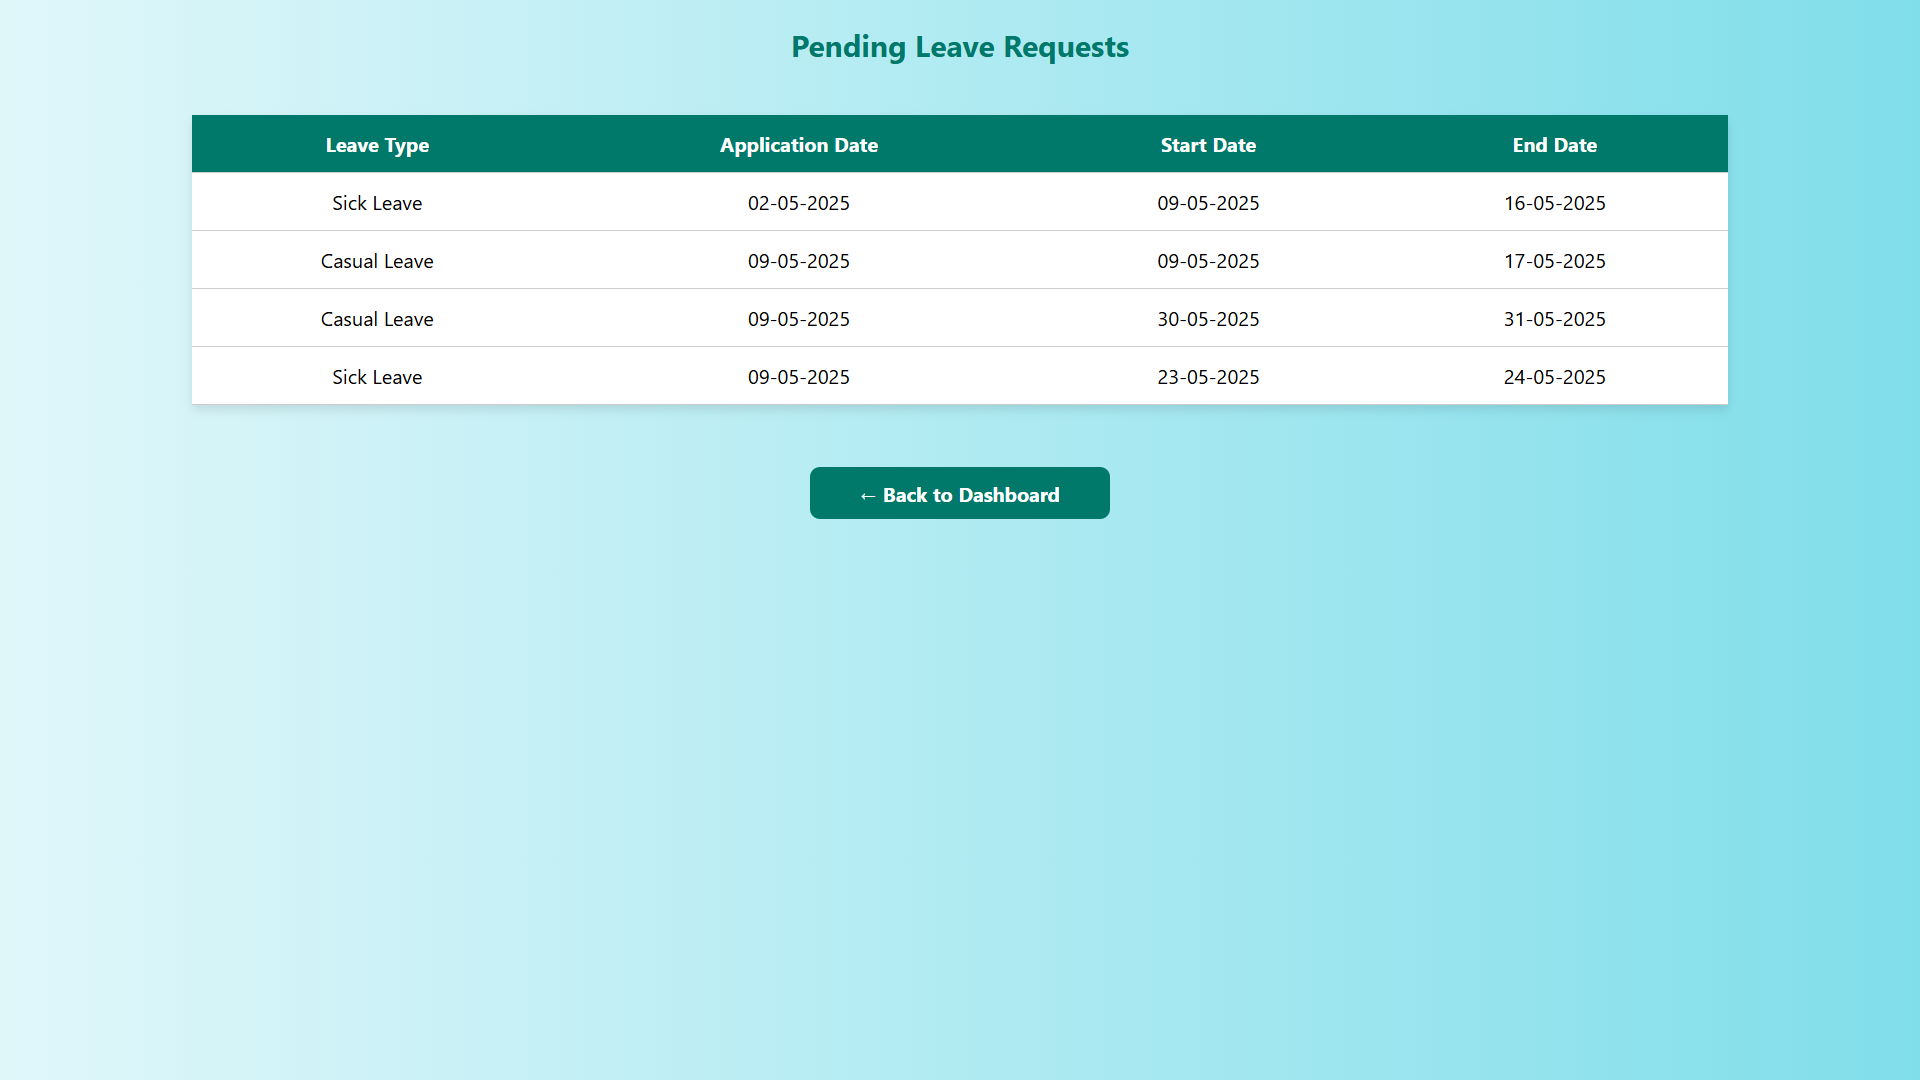 Pending Leave Requests
Leave Type Application Date Start Date End Date
Sick Leave 02-05-2025 09-05-2025 16-05-2025
Casual Leave 09-05-2025 09-05-2025 17-05-2025
Casual Leave 09-05-2025 30-05-2025 31-05-2025
Sick Leave 09-05-2025 23-05-2025 24-05-2025
← Back to Dashboard